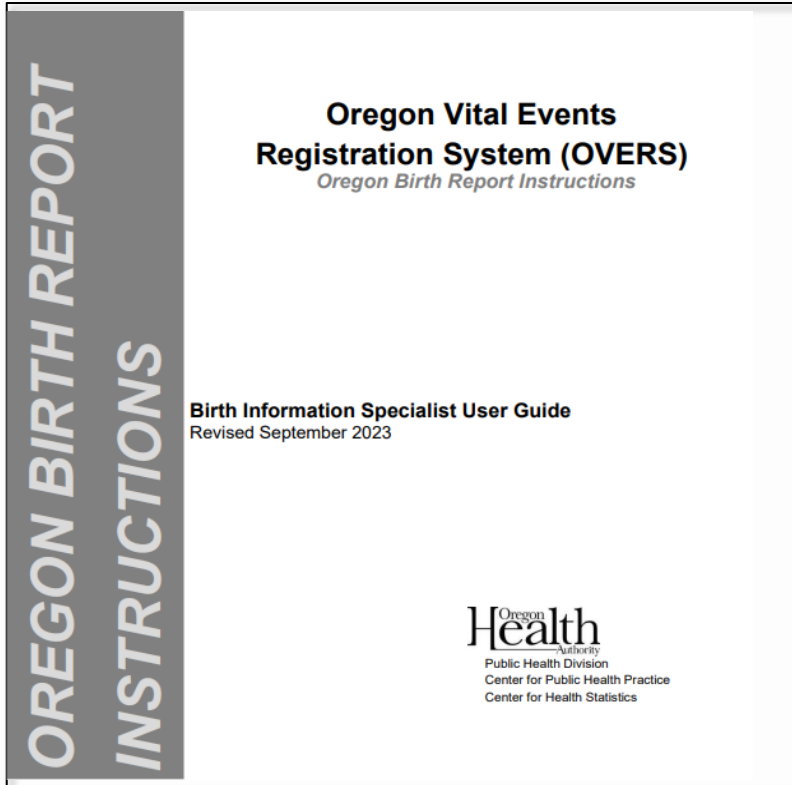 OREGON BIRTH REPORT
INSTRUCTIONS
Oregon Vital Events
Registration System (OVERS)
Oregon Birth Report Instructions
Birth Information Specialist User Guide
Revised September 2023
Oregon
Health
Authority
Public Health Division
Center for Public Health Practice
Center for Health Statistics